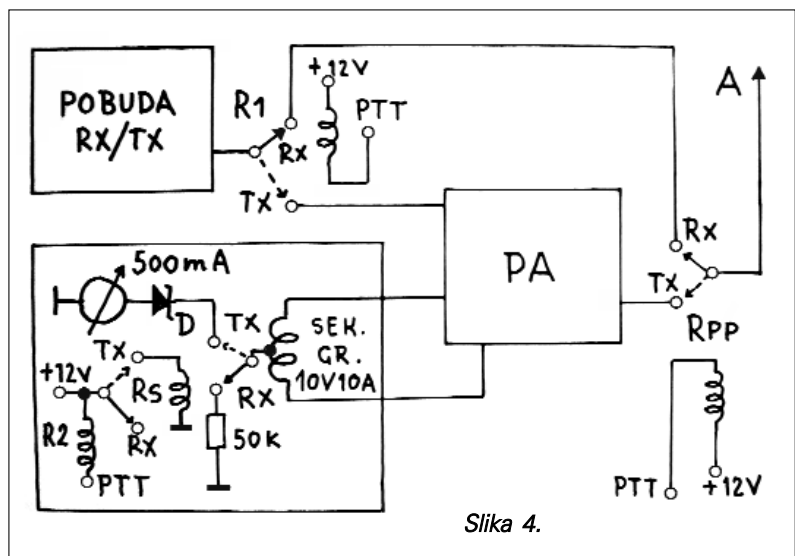 POBUDA
RX/TX
R1
Rx
Tx
+12V
PTT
A
PA
Rx
Tx
RPP
PTT
+12V
500mA
D
Tx
SEK.
GR.
10V10A
Rx
50K
+12V
Tx
RS
Rx
R2
PTT
Slika 4.